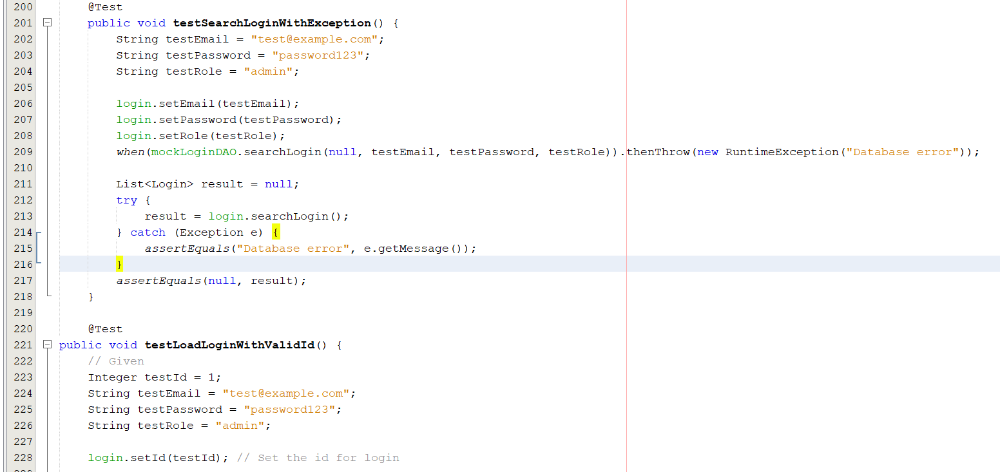 200 @Test
201 public void testSearchLoginWithException() {
202 String testEmail = "test@example.com";
203 String testPassword = "password123";
204 String testRole = "admin";
205
206 login.setEmail(testEmail);
207 login.setPassword(testPassword);
208 login.setRole(testRole);
209 when(mockLoginDAO.searchLogin(null, testEmail, testPassword, testRole)).thenThrow(new RuntimeException("Database error"));
210
211 List<Login> result = null;
212 try {
213 result = login.searchLogin();
214 } catch (Exception e) {
215 assertEquals("Database error", e.getMessage());
216 }
217 assertEquals(null, result);
218 }
219
220 @Test
221 public void testLoadLoginWithValidId() {
222 // Given
223 Integer testId = 1;
224 String testEmail = "test@example.com";
225 String testPassword = "password123";
226 String testRole = "admin";
227
228 login.setId(testId); // Set the id for login